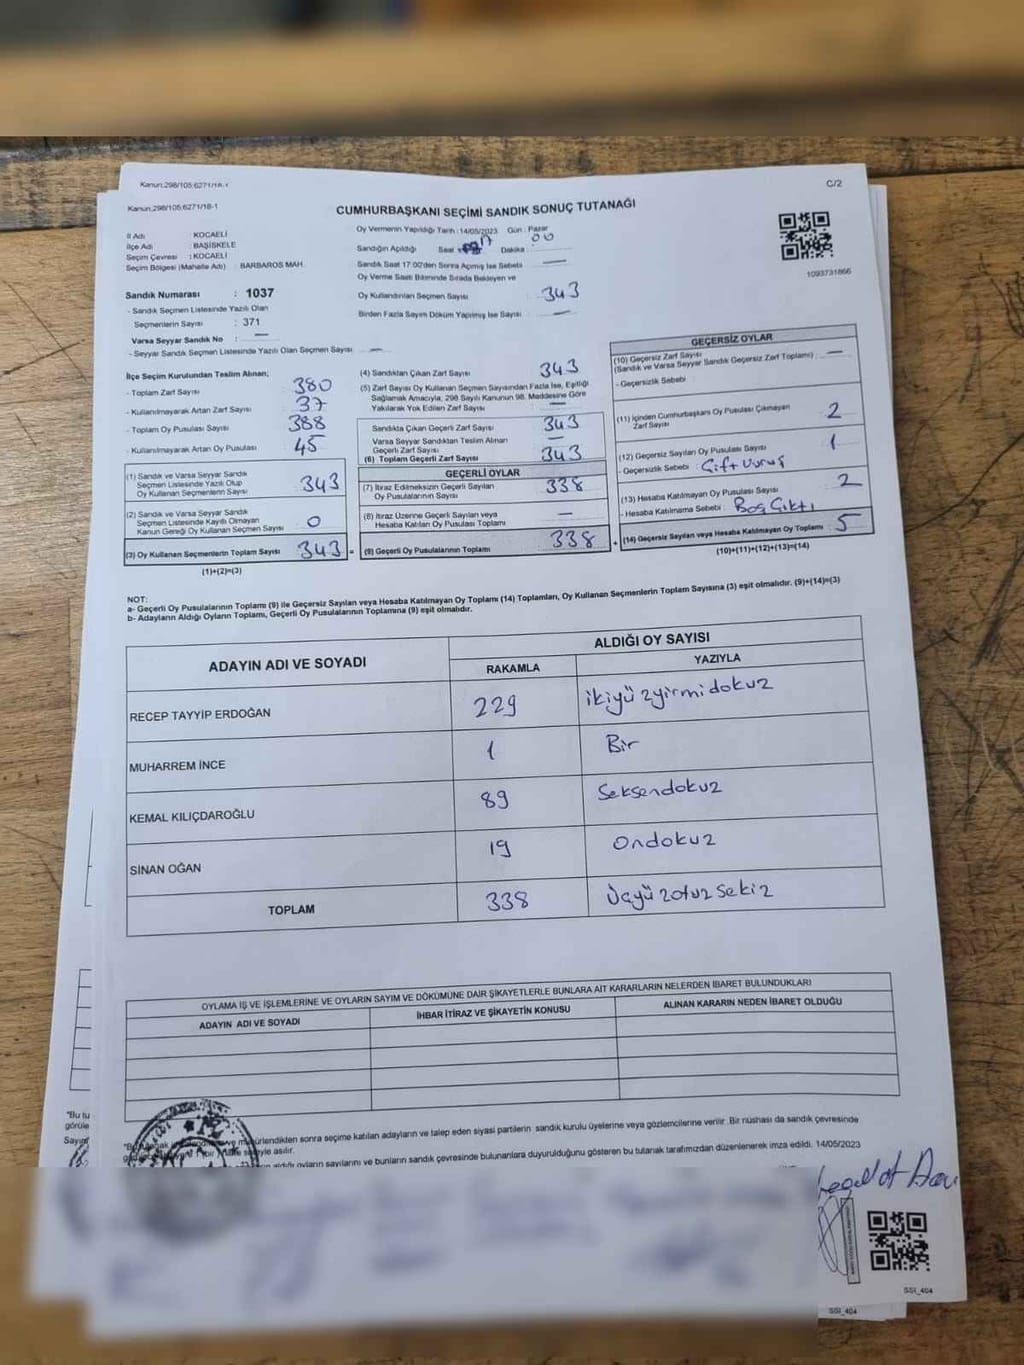 Kanun;298/105;6271/18-1
C/2
Kanun;298/105;6271/18-1
CUMHURBAŞKANI SEÇİMİ SANDIK SONUÇ TUTANAĞI
İl Adı : KOCAELİ
İlçe Adı : BAŞİSKELE
Seçim Çevresi : KOCAELİ
Seçim Bölgesi (Mahalle Adı) : BARBAROS MAH.
Oy Vermenin Yapıldığı Tarih : 14/05/2023 Gün : Pazar
Sandığın Açıldığı Saat Dakika : 00
Sandık Saat 17:00'den Sonra Açılmış İse Sebebi —
Oy Verme Saati Bitiminde Sırada Bekleyen ve
Oy Kullandırılan Seçmen Sayısı 343
Birden Fazla Sayım Döküm Yapılmış İse Sayısı —
1093731866
Sandık Numarası : 1037
- Sandık Seçmen Listesinde Yazılı Olan
Seçmenlerin Sayısı : 371
Varsa Seyyar Sandık No : —
- Seyyar Sandık Seçmen Listesinde Yazılı Olan Seçmen Sayısı —
İlçe Seçim Kurulundan Teslim Alınan;
- Toplam Zarf Sayısı 380
- Kullanılmayarak Artan Zarf Sayısı 37
- Toplam Oy Pusulası Sayısı 388
- Kullanılmayarak Artan Oy Pusulası 45
(1) Sandık ve Varsa Seyyar Sandık
Seçmen Listesinde Yazılı Olup
Oy Kullanan Seçmenlerin Sayısı 343
(2) Sandık ve Varsa Seyyar Sandık
Seçmen Listesinde Kayıtlı Olmayan
Kanun Gereği Oy Kullanan Seçmen Sayısı 0
(3) Oy Kullanan Seçmenlerin Toplam Sayısı 343 =
(1)+(2)=(3)
(4) Sandıktan Çıkan Zarf Sayısı 343
(5) Zarf Sayısı Oy Kullanan Seçmen Sayısından Fazla İse, Eşitliği
Sağlamak Amacıyla, 298 Sayılı Kanunun 98. Maddesine Göre
Yakılarak Yok Edilen Zarf Sayısı —
Sandıkta Çıkan Geçerli Zarf Sayısı 343
Varsa Seyyar Sandıktan Teslim Alınan
Geçerli Zarf Sayısı —
(6) Toplam Geçerli Zarf Sayısı 343
GEÇERLİ OYLAR
(7) İtiraz Edilmeksizin Geçerli Sayılan
Oy Pusulalarının Sayısı 338
(8) İtiraz Üzerine Geçerli Sayılan veya
Hesaba Katılan Oy Pusulası Toplamı —
(9) Geçerli Oy Pusulalarının Toplamı 338 +
GEÇERSİZ OYLAR
(10) Geçersiz Zarf Sayısı
(Sandık ve Varsa Seyyar Sandık Geçersiz Zarf Toplamı) —
- Geçersizlik Sebebi
(11) İçinden Cumhurbaşkanı Oy Pusulası Çıkmayan
Zarf Sayısı 2
(12) Geçersiz Sayılan Oy Pusulası Sayısı 1
- Geçersizlik Sebebi : Çift Vuruş
(13) Hesaba Katılmayan Oy Pusulası Sayısı 2
- Hesaba Katılmama Sebebi : Boş Çıktı
(14) Geçersiz Sayılan veya Hesaba Katılmayan Oy Toplamı 5
(10)+(11)+(12)+(13)=(14)
NOT:
a- Geçerli Oy Pusulalarının Toplamı (9) ile Geçersiz Sayılan veya Hesaba Katılmayan Oy Toplamı (14) Toplamları, Oy Kullanan Seçmenlerin Toplam Sayısına (3) eşit olmalıdır. (9)+(14)=(3)
b- Adayların Aldığı Oyların Toplamı, Geçerli Oy Pusulalarının Toplamına (9) eşit olmalıdır.
ADAYIN ADI VE SOYADI
ALDIĞI OY SAYISI
RAKAMLA YAZIYLA
RECEP TAYYİP ERDOĞAN 229 ikiyüzyirmidokuz
MUHARREM İNCE 1 Bir
KEMAL KILIÇDAROĞLU 89 Seksendokuz
SİNAN OĞAN 19 Ondokuz
TOPLAM 338 Üçyüzotuzsekiz
OYLAMA İŞ VE İŞLEMLERİNE VE OYLARIN SAYIM VE DÖKÜMÜNE DAİR ŞİKAYETLERLE BUNLARA AİT KARARLARIN NELERDEN İBARET BULUNDUKLARI
ADAYIN ADI VE SOYADI İHBAR İTİRAZ VE ŞİKAYETİN KONUSU ALINAN KARARIN NEDEN İBARET OLDUĞU
"Bu tu
görüle
Sayım
sonra seçime katılan adayların ve talep eden siyasi partilerin sandık kurulu üyelerine veya gözlemcilerine verilir. Bir nüshası da sandık çevresinde
asılır.
aldığı oyların sayılarını ve bunların sandık çevresinde bulunanlara duyurulduğunu gösteren bu tutanak tarafımızdan düzenlenerek imza edildi. 14/05/2023
SSI_404
SSI_404